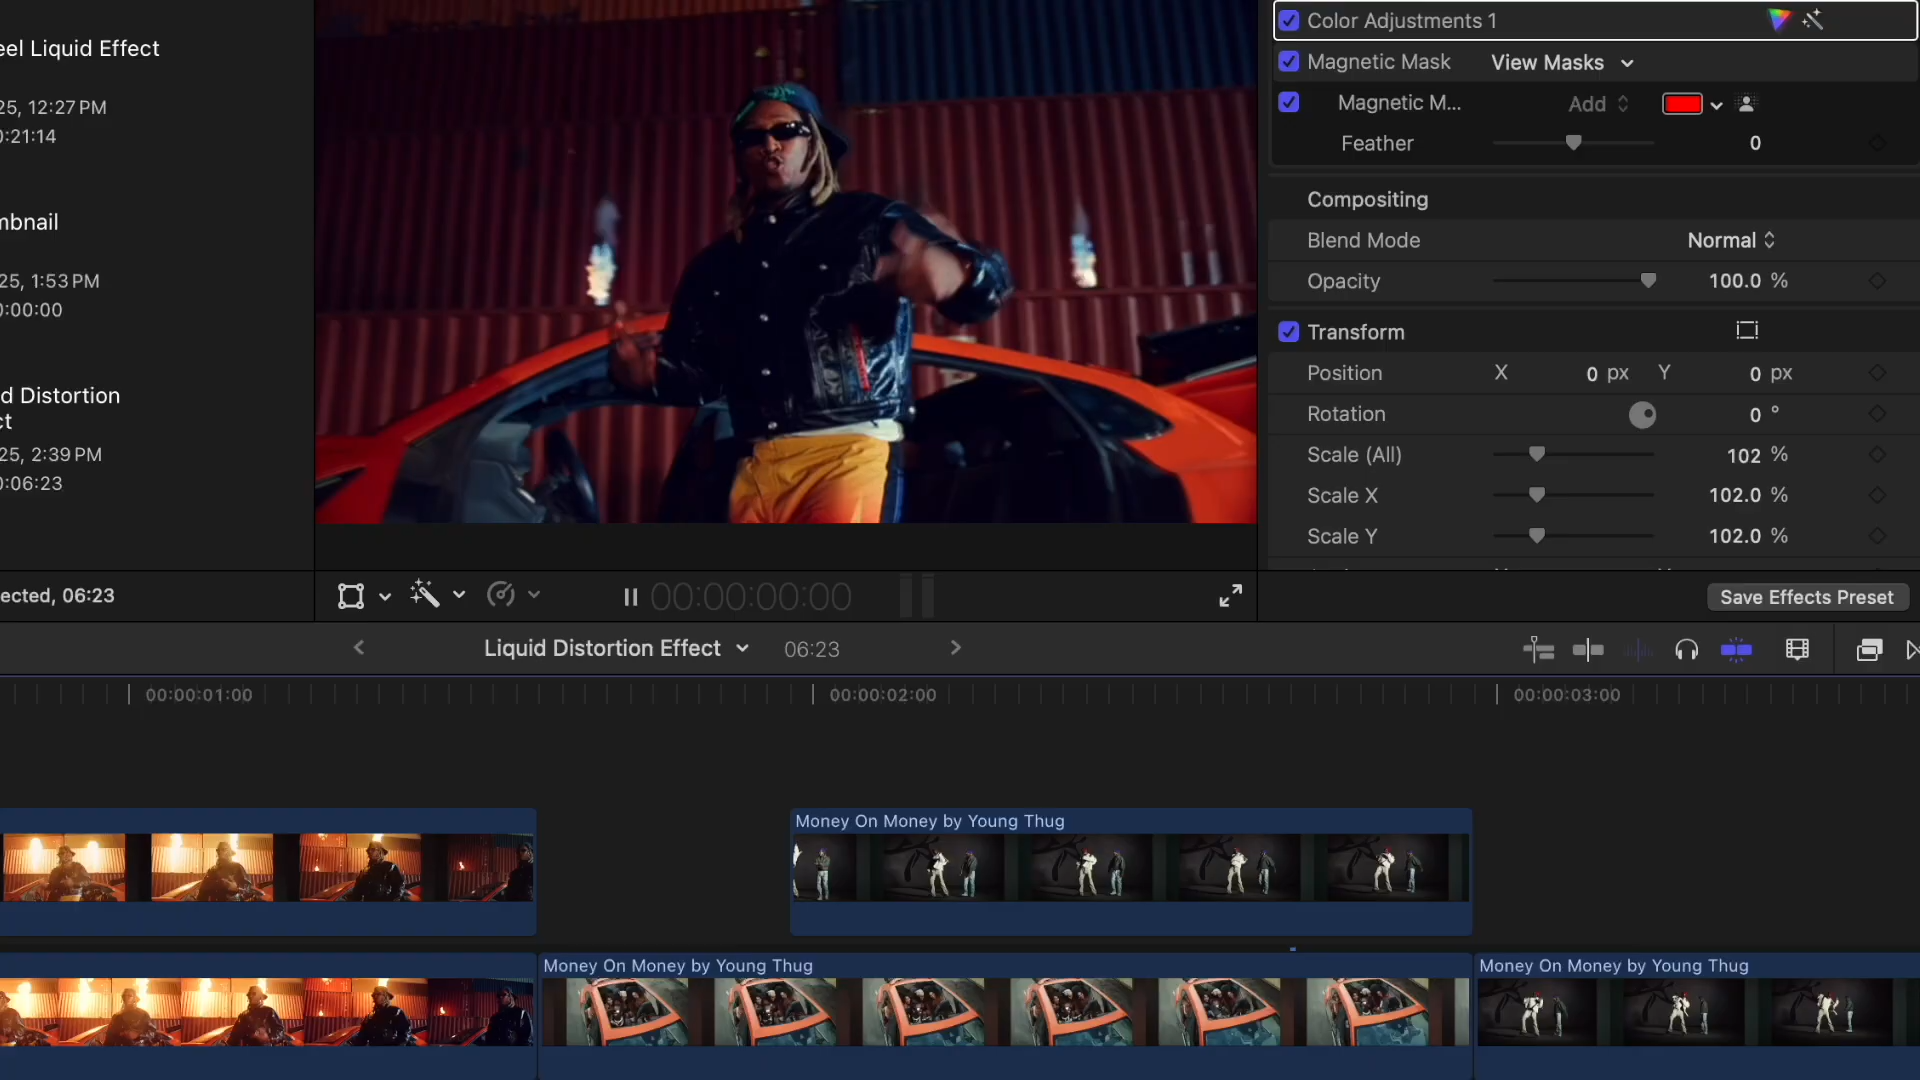 eel Liquid Effect
25, 12:27 PM
0:21:14
mbnail
25, 1:53 PM
0:00:00
d Distortion
ct
25, 2:39 PM
0:06:23
ected, 06:23
Color Adjustments 1
Magnetic Mask View Masks
Magnetic M... Add
Feather 0
Compositing
Blend Mode Normal
Opacity 100.0 %
Transform
Position X 0 px Y 0 px
Rotation 0 °
Scale (All) 102 %
Scale X 102.0 %
Scale Y 102.0 %
00:00:00:00
Save Effects Preset
Liquid Distortion Effect 06:23
00:00:01:00 00:00:02:00 00:00:03:00
Money On Money by Young Thug
Money On Money by Young Thug
Money On Money by Young Thug